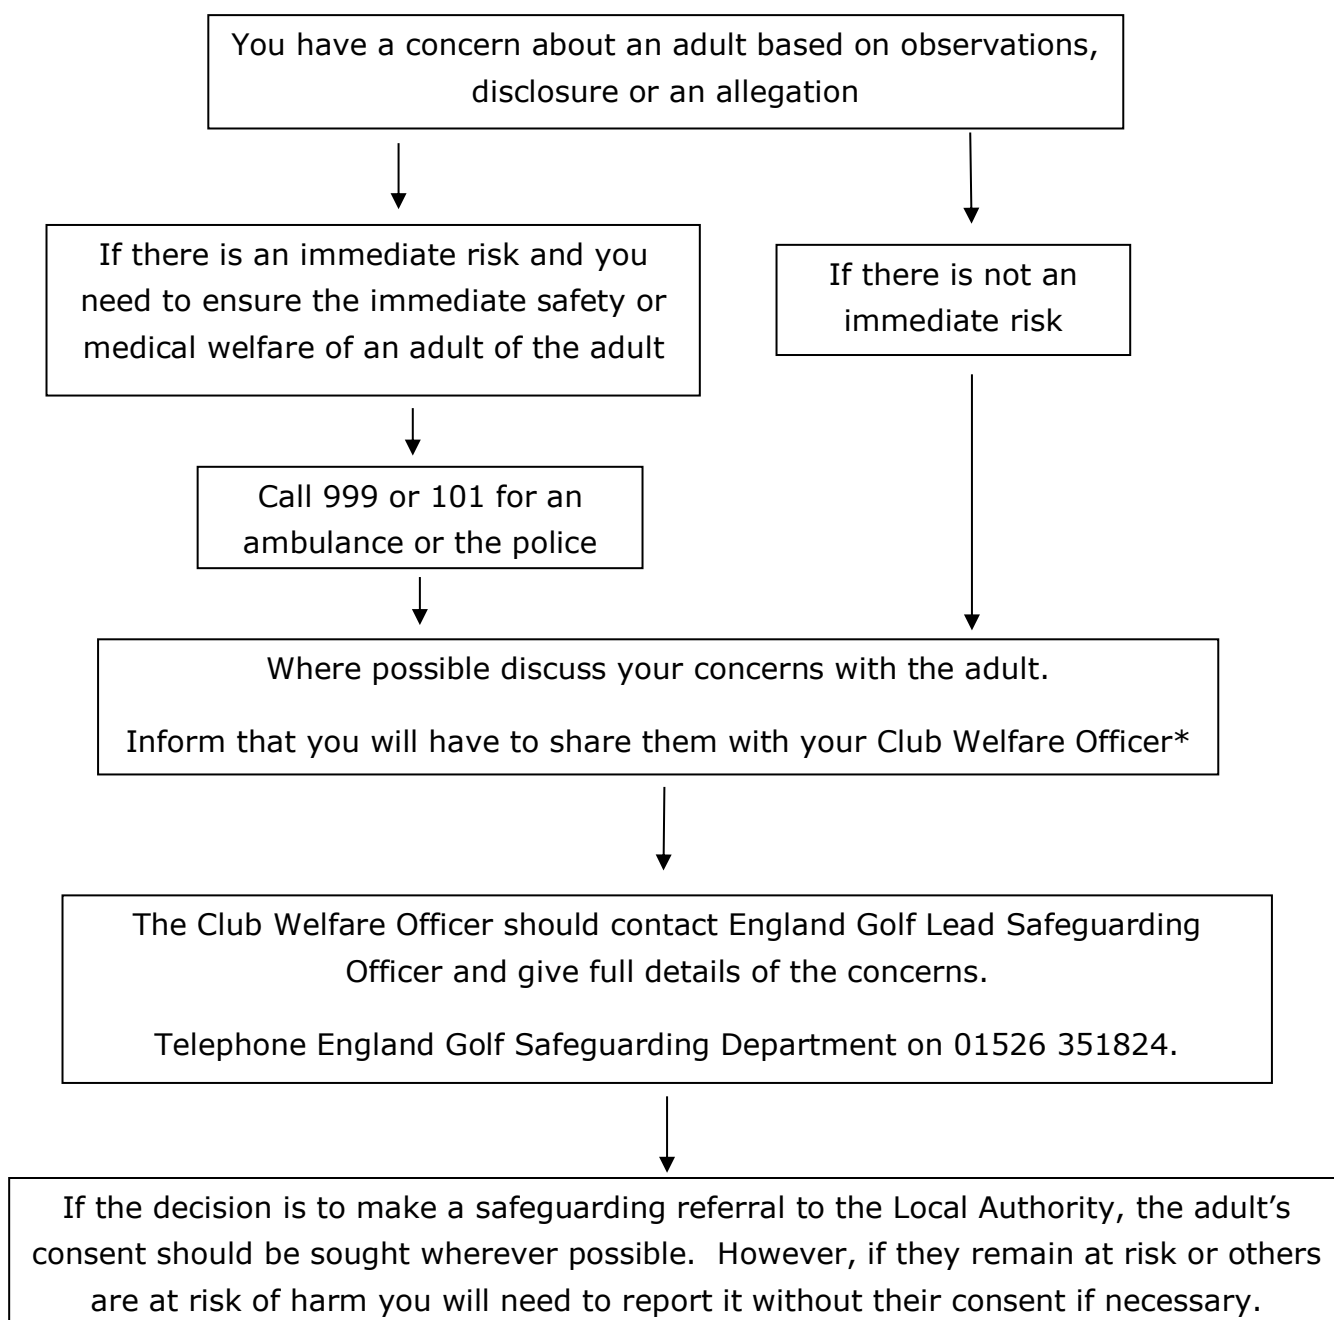 You have a concern about an adult based on observations,
disclosure or an allegation
If there is an immediate risk and you
need to ensure the immediate safety or
medical welfare of an adult of the adult
If there is not an
immediate risk
Call 999 or 101 for an
ambulance or the police
Where possible discuss your concerns with the adult.
Inform that you will have to share them with your Club Welfare Officer*
The Club Welfare Officer should contact England Golf Lead Safeguarding
Officer and give full details of the concerns.
Telephone England Golf Safeguarding Department on 01526 351824.
If the decision is to make a safeguarding referral to the Local Authority, the adult’s
consent should be sought wherever possible.  However, if they remain at risk or others
are at risk of harm you will need to report it without their consent if necessary.